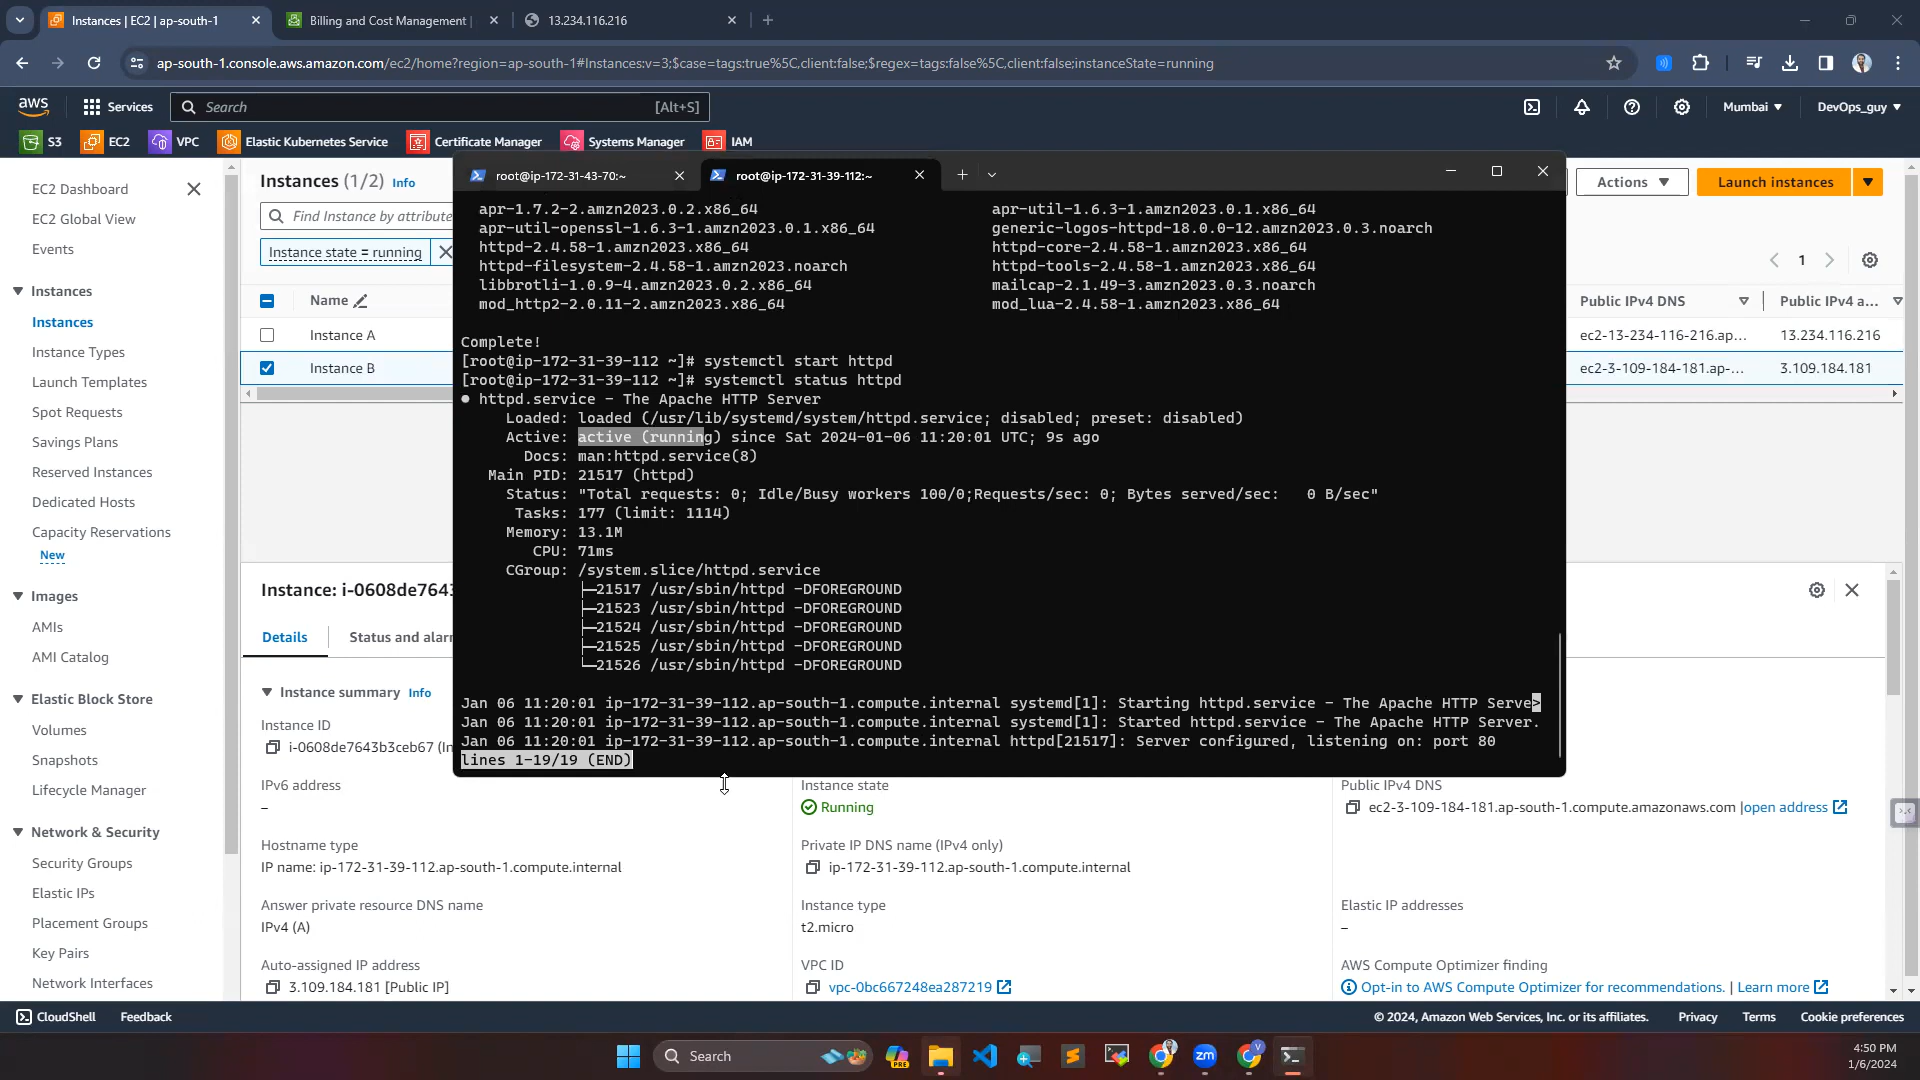 Instances | EC2 | ap-south-1
Billing and Cost Management |
13.234.116.216
ap-south-1.console.aws.amazon.com/ec2/home?region=ap-south-1#Instances:v=3;$case=tags:true%5C,client:false;$regex=tags:false%5C,client:false;instanceState=running
aws Services Search [Alt+S] Mumbai DevOps_guy
S3 EC2 VPC Elastic Kubernetes Service Certificate Manager Systems Manager IAM
EC2 Dashboard
EC2 Global View
Events
Instances
Instances
Instance Types
Launch Templates
Spot Requests
Savings Plans
Reserved Instances
Dedicated Hosts
Capacity Reservations
New
Images
AMIs
AMI Catalog
Elastic Block Store
Volumes
Snapshots
Lifecycle Manager
Network & Security
Security Groups
Elastic IPs
Placement Groups
Key Pairs
Network Interfaces
Instances (1/2) Info
Actions
Launch instances
Find Instance by attribute
Instance state = running
1
Name
Public IPv4 DNS
Public IPv4 a...
Instance A
ec2-13-234-116-216.ap...
13.234.116.216
Instance B
ec2-3-109-184-181.ap-...
3.109.184.181
root@ip-172-31-43-70:~
root@ip-172-31-39-112:~
apr-1.7.2-2.amzn2023.0.2.x86_64 apr-util-1.6.3-1.amzn2023.0.1.x86_64
apr-util-openssl-1.6.3-1.amzn2023.0.1.x86_64 generic-logos-httpd-18.0.0-12.amzn2023.0.3.noarch
httpd-2.4.58-1.amzn2023.x86_64 httpd-core-2.4.58-1.amzn2023.x86_64
httpd-filesystem-2.4.58-1.amzn2023.noarch httpd-tools-2.4.58-1.amzn2023.x86_64
libbrotli-1.0.9-4.amzn2023.0.2.x86_64 mailcap-2.1.49-3.amzn2023.0.3.noarch
mod_http2-2.0.11-2.amzn2023.x86_64 mod_lua-2.4.58-1.amzn2023.x86_64
Complete!
[root@ip-172-31-39-112 ~]# systemctl start httpd
[root@ip-172-31-39-112 ~]# systemctl status httpd
● httpd.service - The Apache HTTP Server
Loaded: loaded (/usr/lib/systemd/system/httpd.service; disabled; preset: disabled)
Active: active (running) since Sat 2024-01-06 11:20:01 UTC; 9s ago
Docs: man:httpd.service(8)
Main PID: 21517 (httpd)
Status: "Total requests: 0; Idle/Busy workers 100/0;Requests/sec: 0; Bytes served/sec:   0 B/sec"
Tasks: 177 (limit: 1114)
Memory: 13.1M
CPU: 71ms
CGroup: /system.slice/httpd.service
├─21517 /usr/sbin/httpd -DFOREGROUND
├─21523 /usr/sbin/httpd -DFOREGROUND
├─21524 /usr/sbin/httpd -DFOREGROUND
├─21525 /usr/sbin/httpd -DFOREGROUND
└─21526 /usr/sbin/httpd -DFOREGROUND
Jan 06 11:20:01 ip-172-31-39-112.ap-south-1.compute.internal systemd[1]: Starting httpd.service - The Apache HTTP Serve>
Jan 06 11:20:01 ip-172-31-39-112.ap-south-1.compute.internal systemd[1]: Started httpd.service - The Apache HTTP Server.
Jan 06 11:20:01 ip-172-31-39-112.ap-south-1.compute.internal httpd[21517]: Server configured, listening on: port 80
lines 1-19/19 (END)
Instance: i-0608de7643
Details
Status and alarr
Instance summary Info
Instance ID
i-0608de7643b3ceb67 (In
IPv6 address
–
Instance state
Running
Public IPv4 DNS
ec2-3-109-184-181.ap-south-1.compute.amazonaws.com |open address
Hostname type
IP name: ip-172-31-39-112.ap-south-1.compute.internal
Private IP DNS name (IPv4 only)
ip-172-31-39-112.ap-south-1.compute.internal
Answer private resource DNS name
IPv4 (A)
Instance type
t2.micro
Elastic IP addresses
–
Auto-assigned IP address
3.109.184.181 [Public IP]
VPC ID
vpc-0bc667248ea287219
AWS Compute Optimizer finding
Opt-in to AWS Compute Optimizer for recommendations. | Learn more
CloudShell Feedback © 2024, Amazon Web Services, Inc. or its affiliates. Privacy Terms Cookie preferences
Search
PRE
zm
V
4:50 PM
1/6/2024